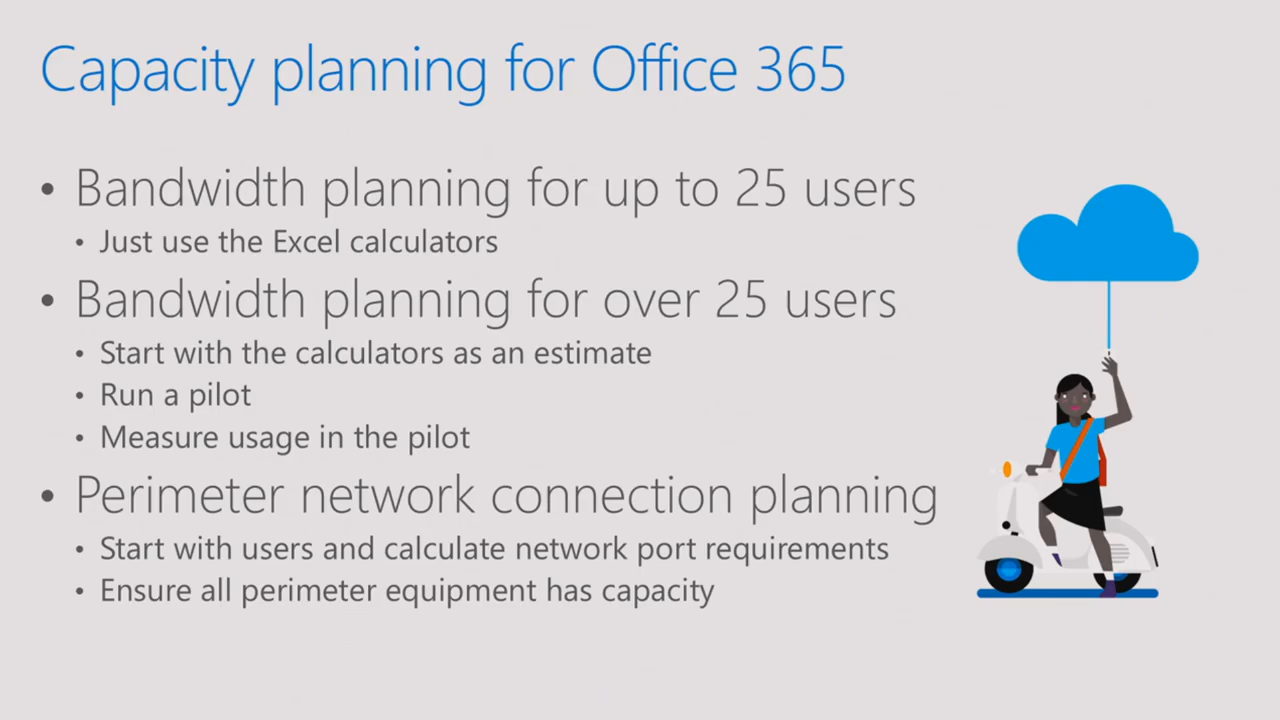 Capacity planning for Office 365
• Bandwidth planning for up to 25 users
• Just use the Excel calculators
• Bandwidth planning for over 25 users
• Start with the calculators as an estimate
• Run a pilot
• Measure usage in the pilot
• Perimeter network connection planning
• Start with users and calculate network port requirements
• Ensure all perimeter equipment has capacity